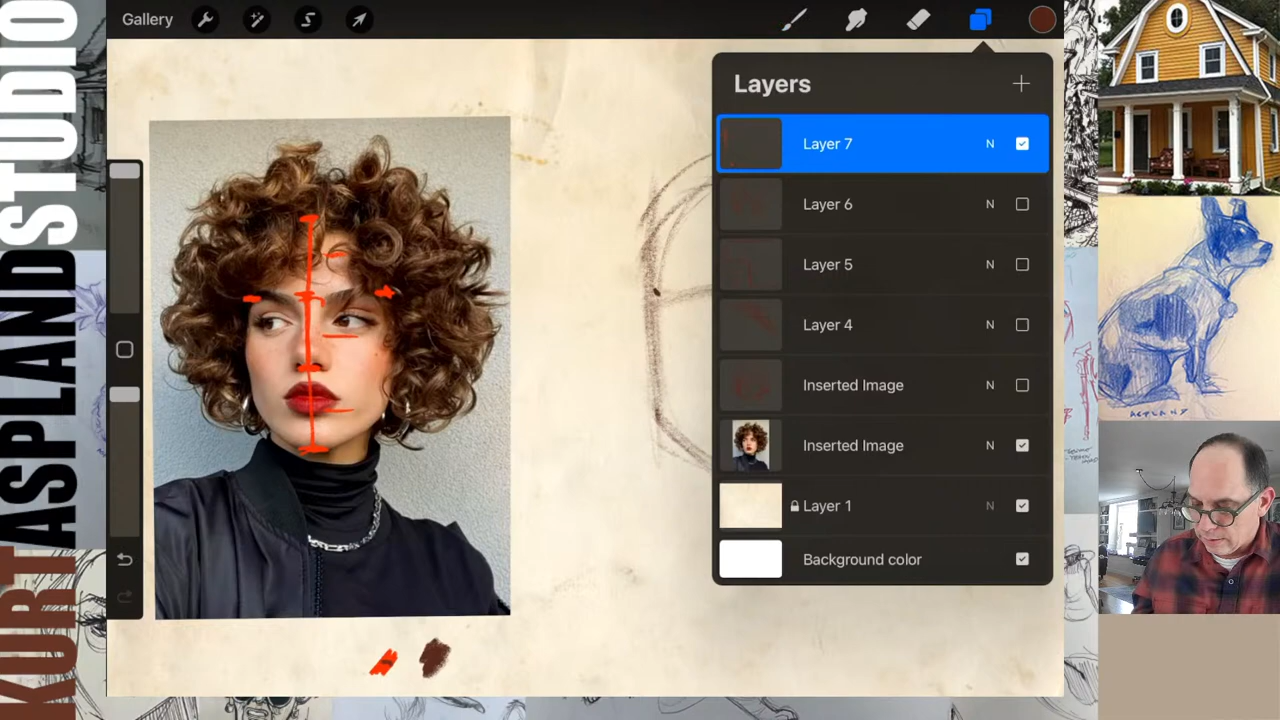 KURT ASPLAND STUDIO
Gallery
Layers
Layer 7 N
Layer 6 N
Layer 5 N
Layer 4 N
Inserted Image N
Inserted Image N
Layer 1 N
Background color
ASPLAND